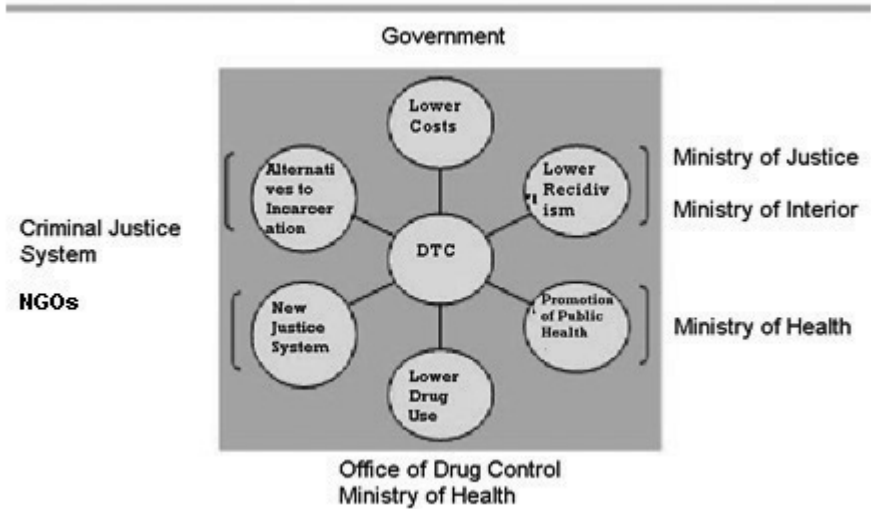 Government
Lower
Costs
Alternati
ves to
Incarcer
ation
Lower
Recidiv
ism
Ministry of Justice
Ministry of Interior
Criminal Justice
System
DTC
NGOs
New
Justice
System
Promotion
of Public
Health
Ministry of Health
Lower
Drug
Use
Office of Drug Control
Ministry of Health